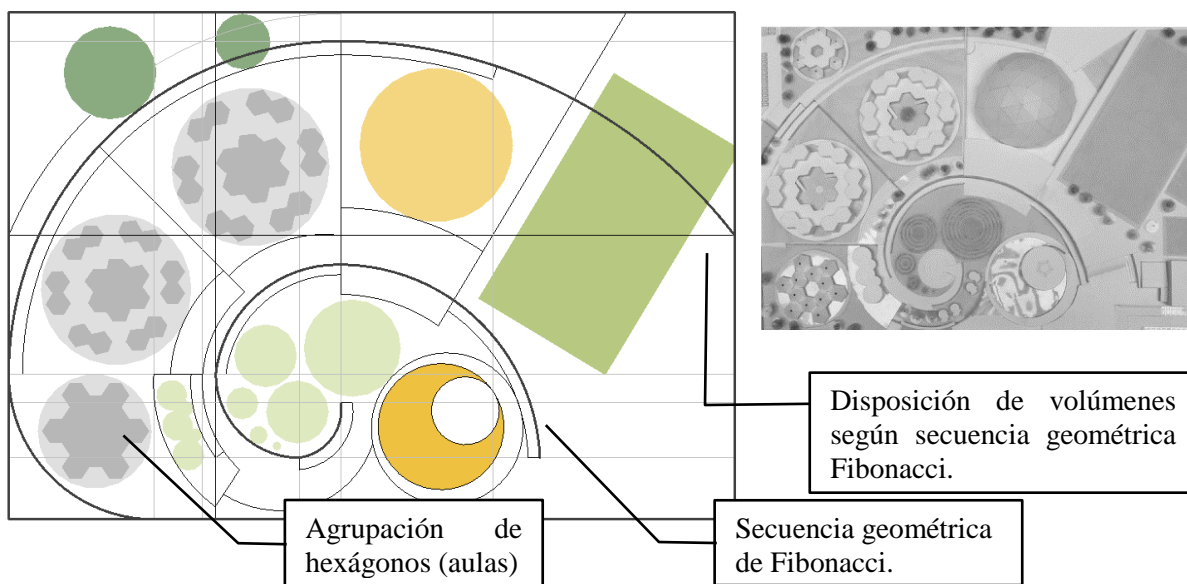 Disposición de volúmenes
según secuencia geométrica
Fibonacci.
Agrupación de
hexágonos (aulas)
Secuencia geométrica
de Fibonacci.